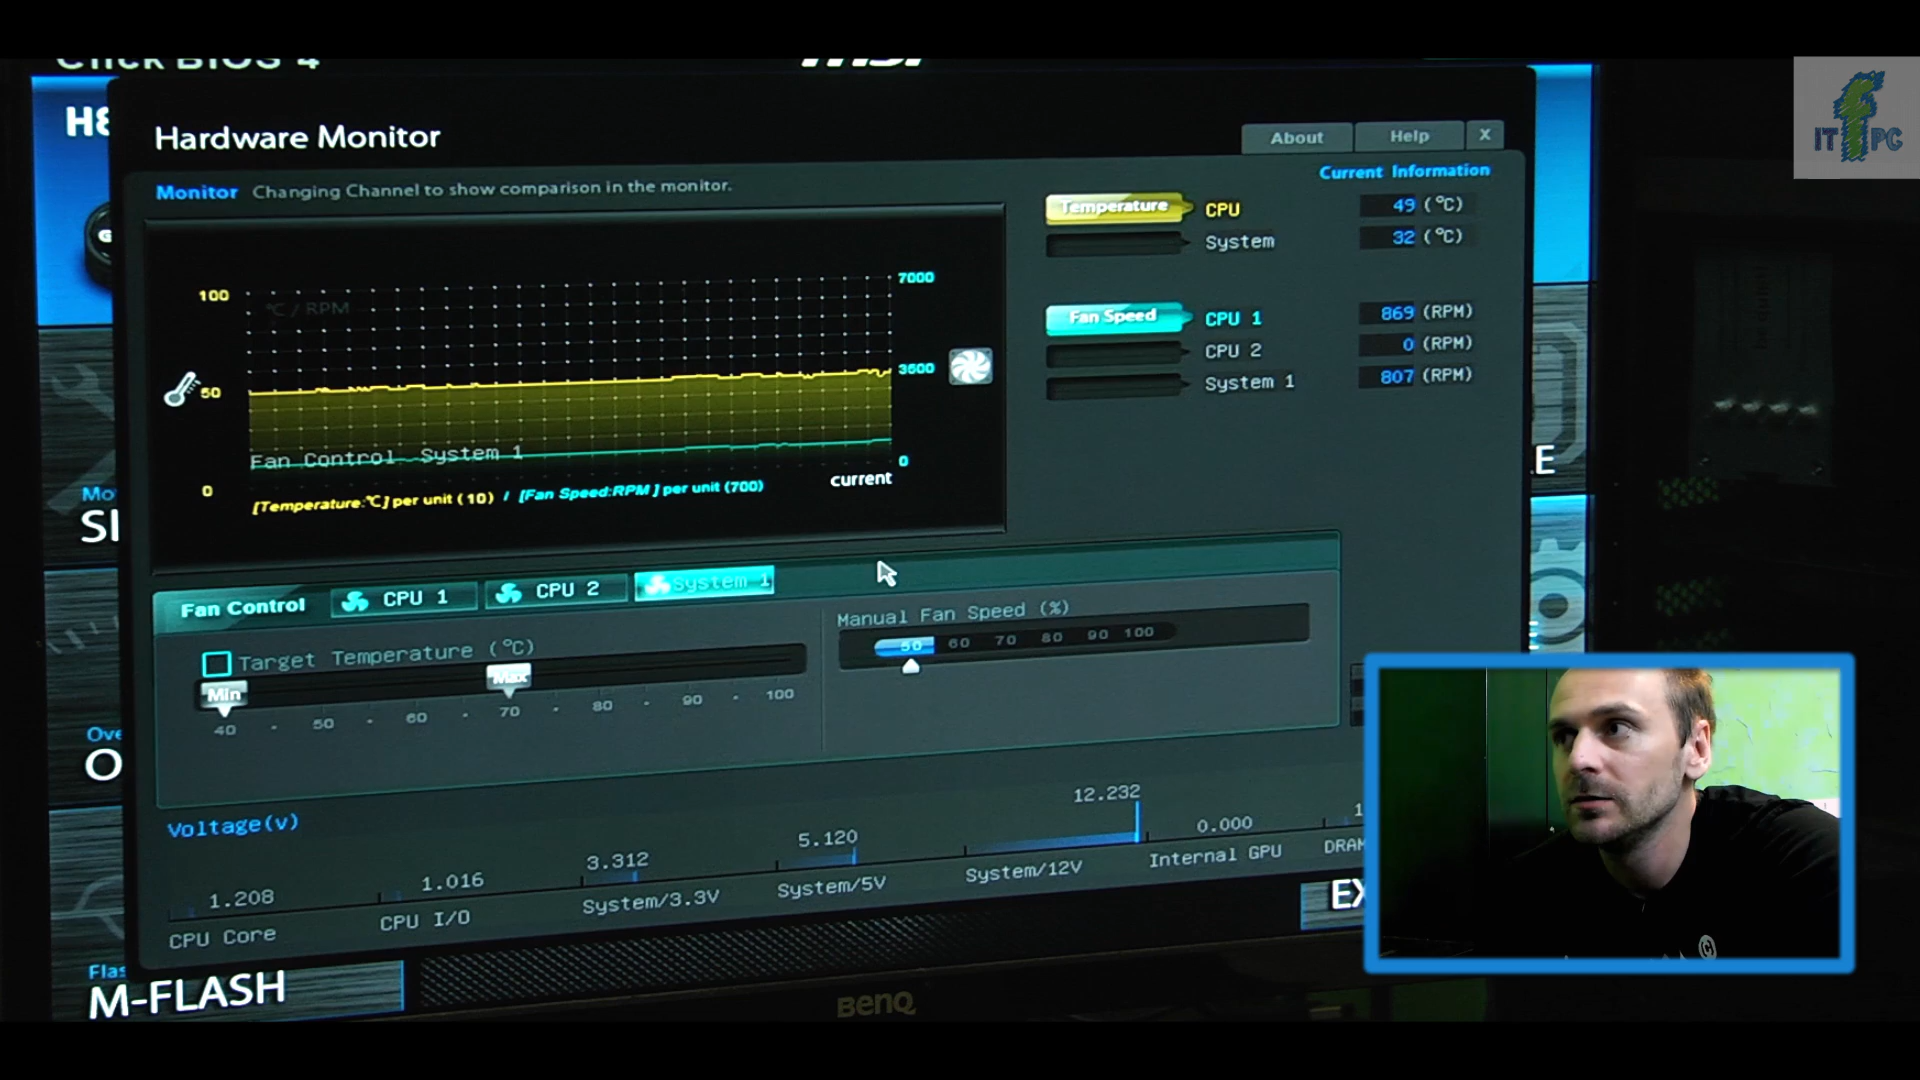 Click BIOS 4
msi
H8
IT f PC
Hardware Monitor
About
Help
X
Monitor Changing Channel to show comparison in the monitor.
Current Information
Temperature
CPU
49 (°C)
System
32 (°C)
Fan Speed
CPU 1
869 (RPM)
CPU 2
0 (RPM)
System 1
807 (RPM)
100
7000
°C / RPM
50
3500
Fan Control System 1
0
0
current
[Temperature:°C] per unit (10) / [Fan Speed:RPM] per unit (700)
Fan Control
CPU 1
CPU 2
System 1
Target Temperature (°C)
Min
Max
40 - 50 - 60 - 70 - 80 - 90 - 100
Manual Fan Speed (%)
50 60 70 80 90 100
Voltage(v)
1.208
CPU Core
1.016
CPU I/O
3.312
System/3.3V
5.120
System/5V
12.232
System/12V
0.000
Internal GPU
1
DRAM
Mo
SI
Ove
O
Flas
M-FLASH
E
EX
BenQ